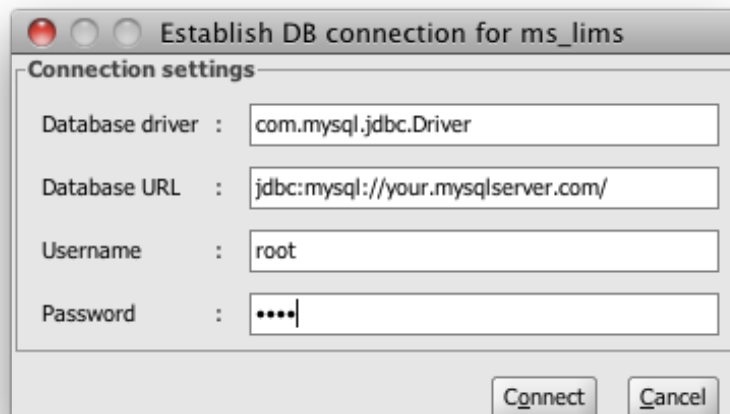 Establish DB connection for ms_lims
Connection settings
Database driver : com.mysql.jdbc.Driver
Database URL : jdbc:mysql://your.mysqlserver.com/
Username : root
Password : ••••
Connect Cancel